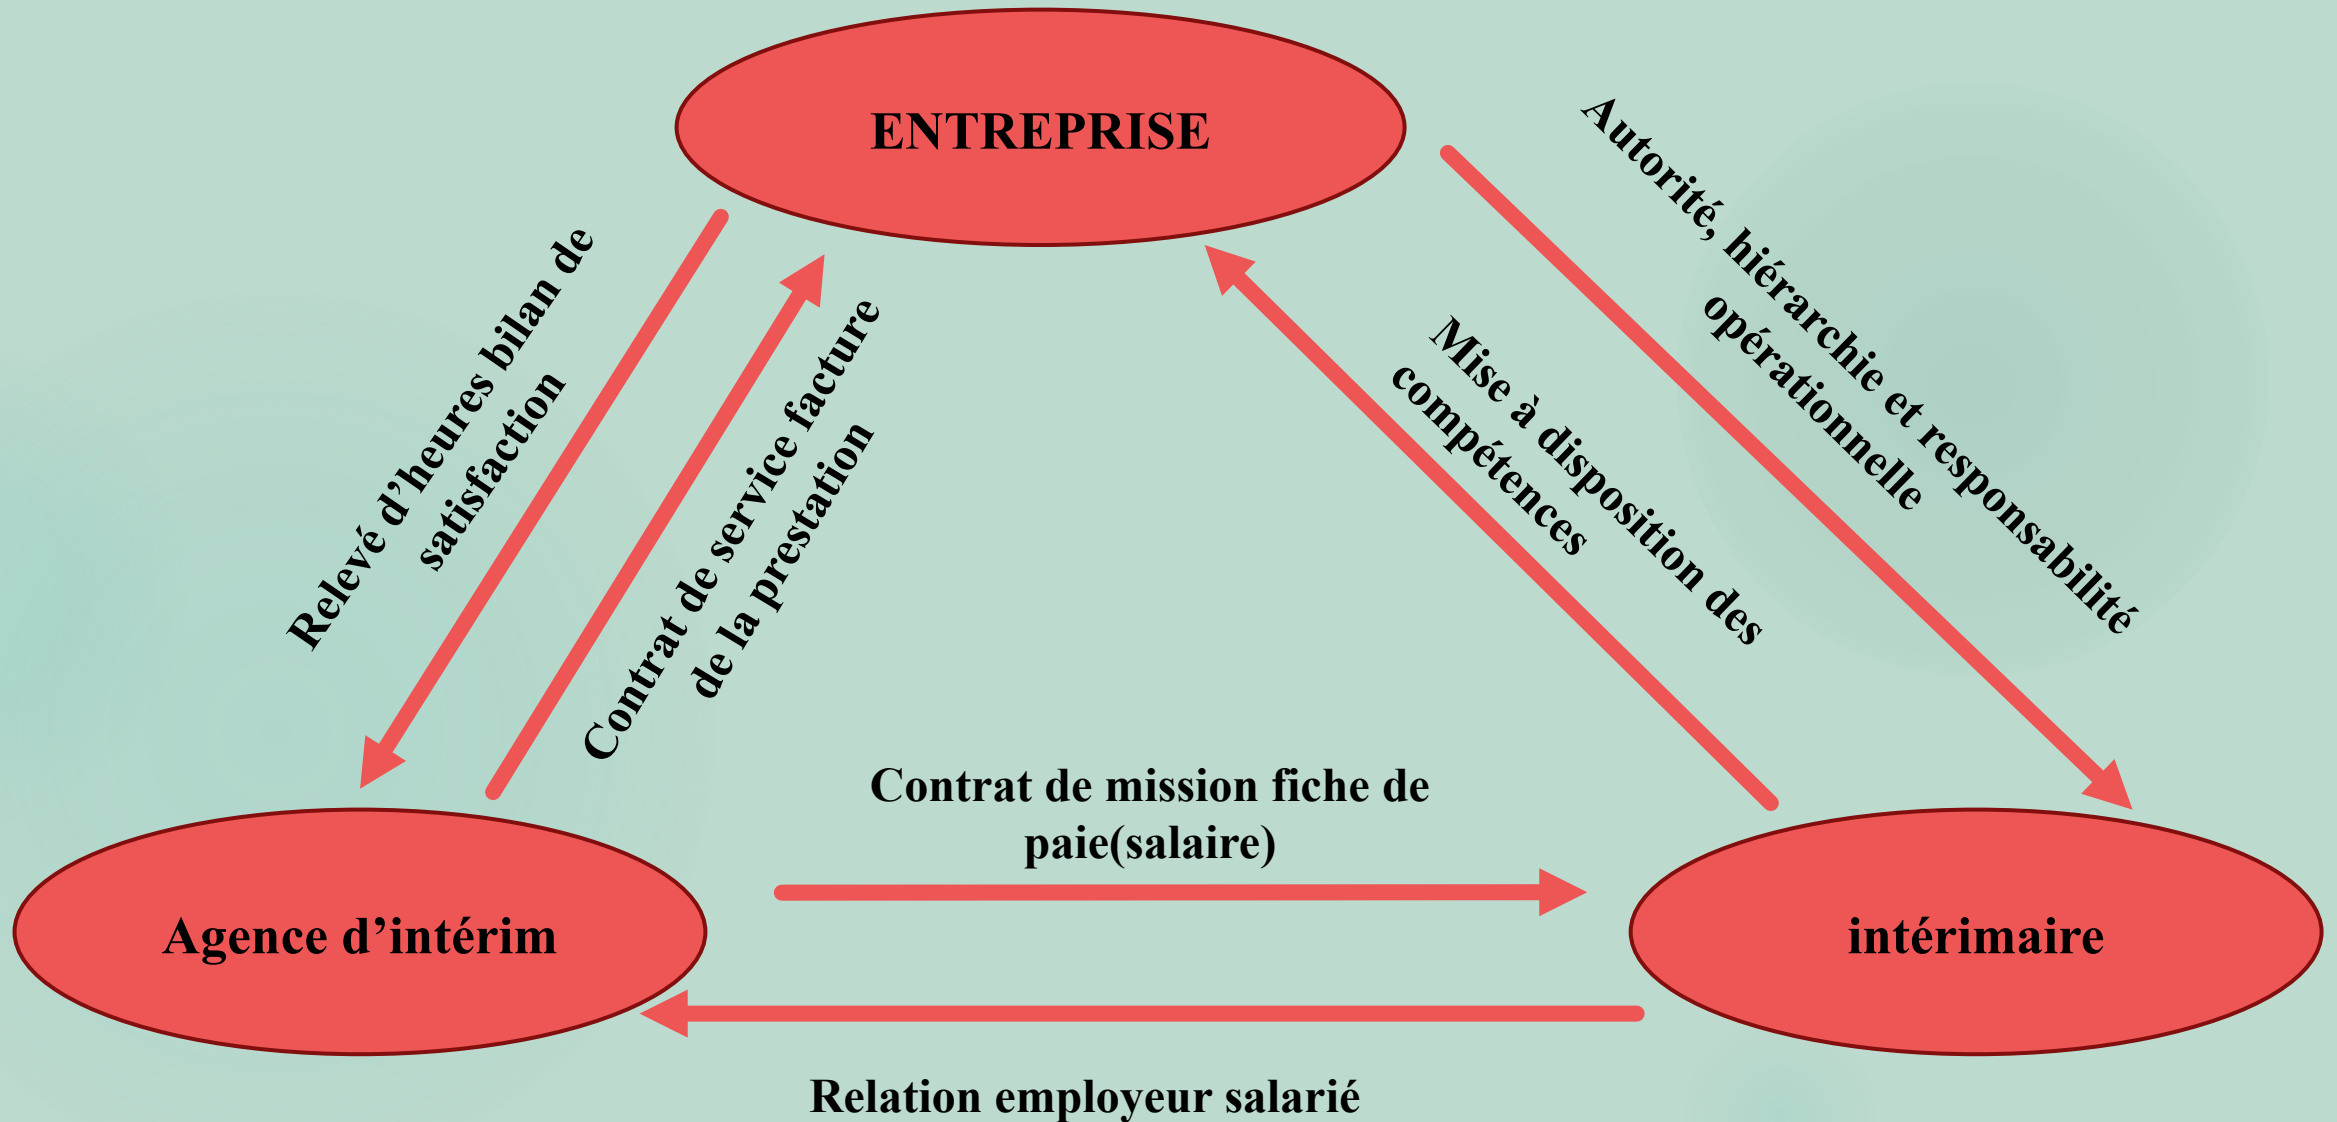 ENTREPRISE
Relevé d’heures bilan de
satisfaction
Contrat de service facture
de la prestation
Mise à disposition des
compétences
Autorité, hiérarchie et responsabilité
opérationnelle
Contrat de mission fiche de
paie(salaire)
Agence d’intérim
intérimaire
Relation employeur salarié